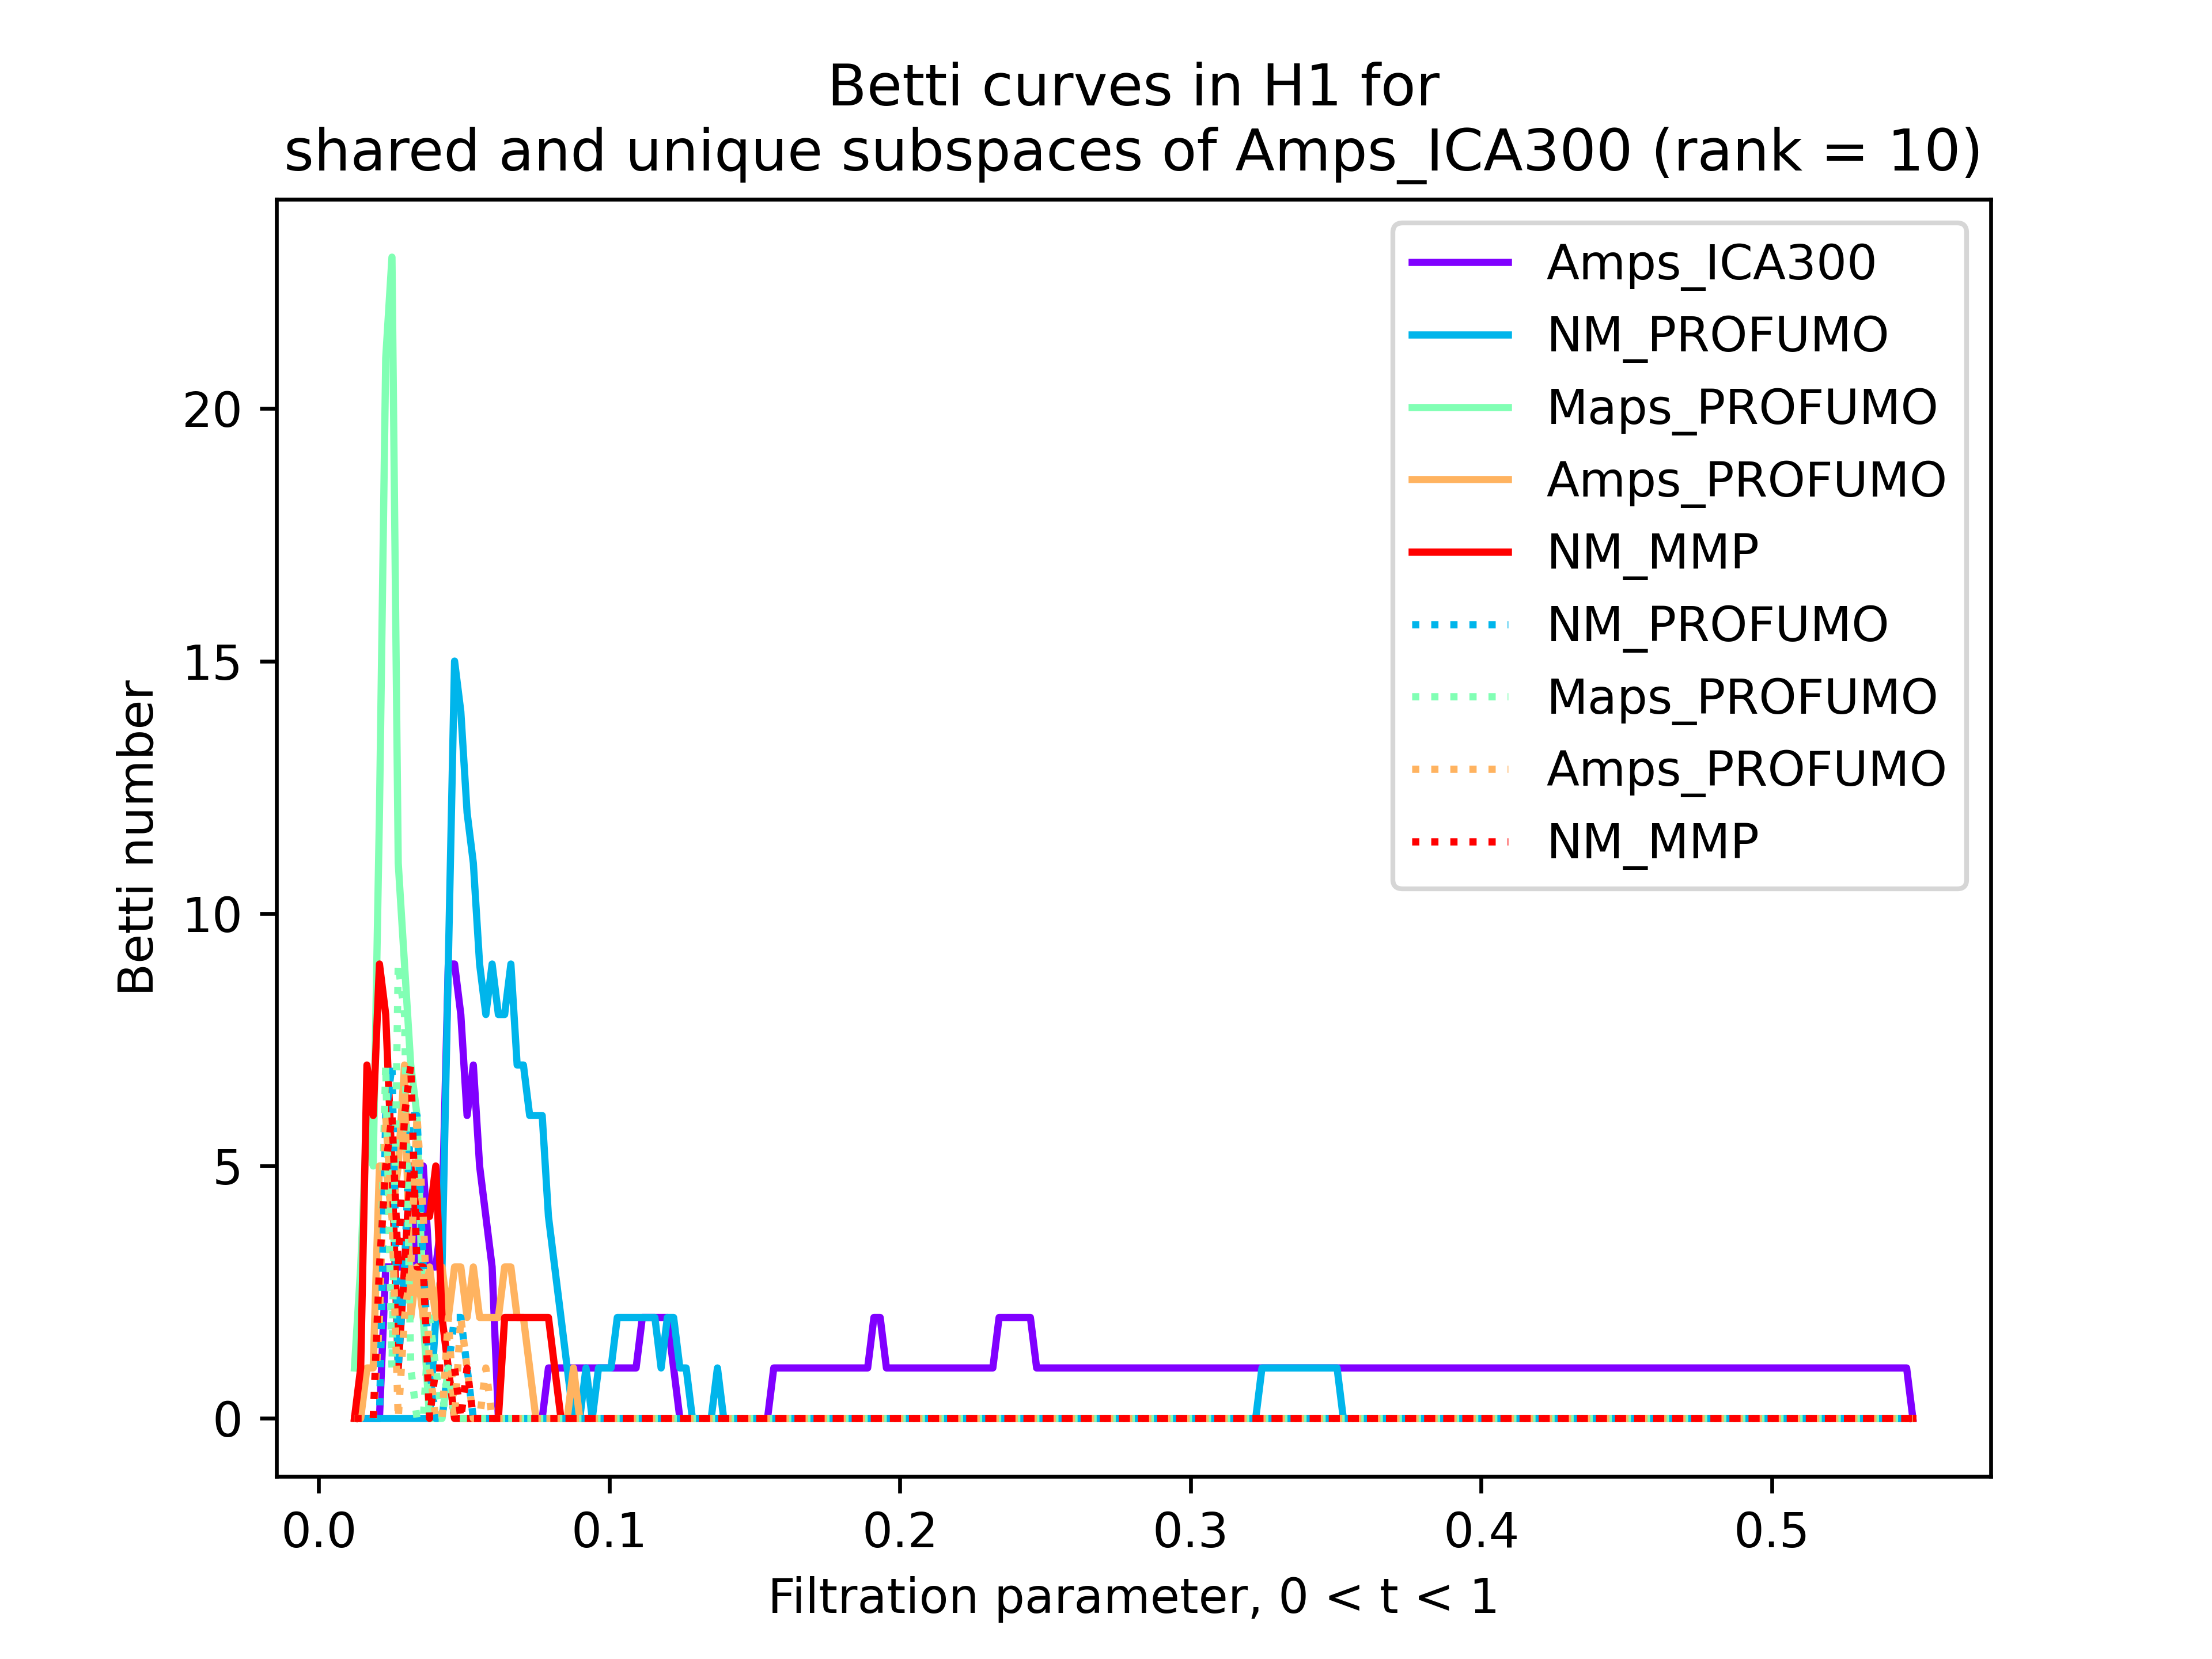 Betti curves in H1 for
shared and unique subspaces of Amps_ICA300 (rank = 10)
Amps_ICA300
NM_PROFUMO
Maps_PROFUMO
Amps_PROFUMO
NM_MMP
NM_PROFUMO
Maps_PROFUMO
Amps_PROFUMO
NM_MMP
Betti number
20
15
10
5
0
0.0 0.1 0.2 0.3 0.4 0.5
Filtration parameter, 0 < t < 1